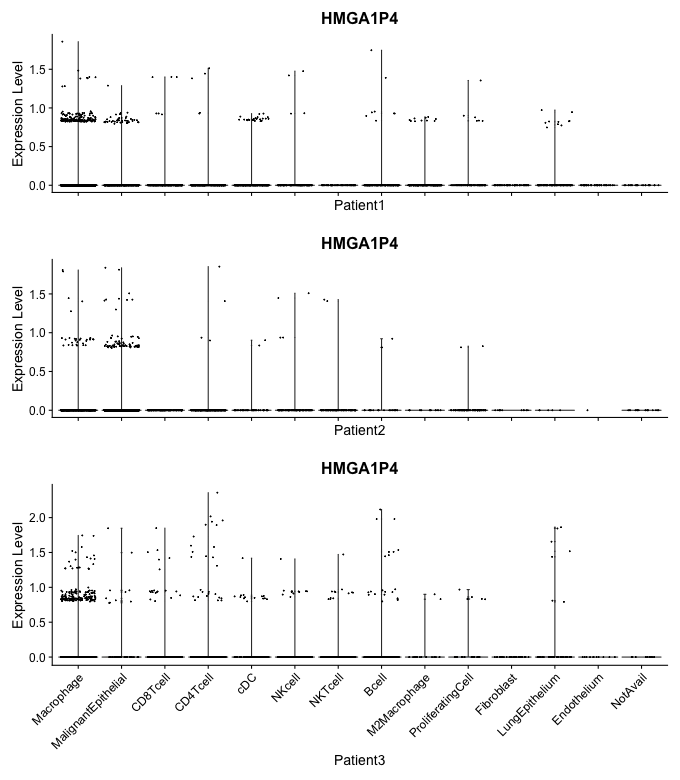 HMGA1P4
Expression Level
1.5
1.0
0.5
0.0
Patient1
HMGA1P4
Expression Level
1.5
1.0
0.5
0.0
Patient2
HMGA1P4
Expression Level
2.0
1.5
1.0
0.5
0.0
Macrophage
MalignantEpithelial
CD8Tcell
CD4Tcell
cDC
NKcell
NKTcell
Bcell
M2Macrophage
ProliferatingCell
Fibroblast
LungEpithelium
Endothelium
NotAvail
Patient3